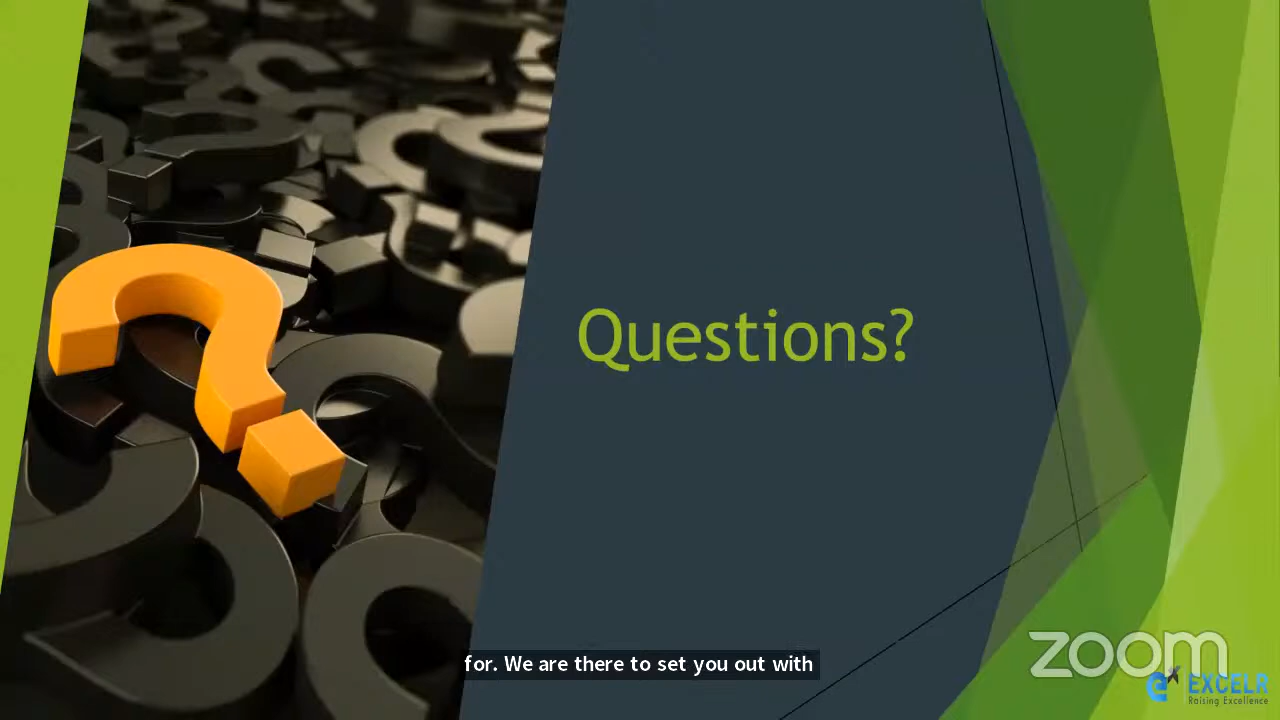 Questions?
for. We are there to set you out with
zoom
EXCELR
Raising Excellence